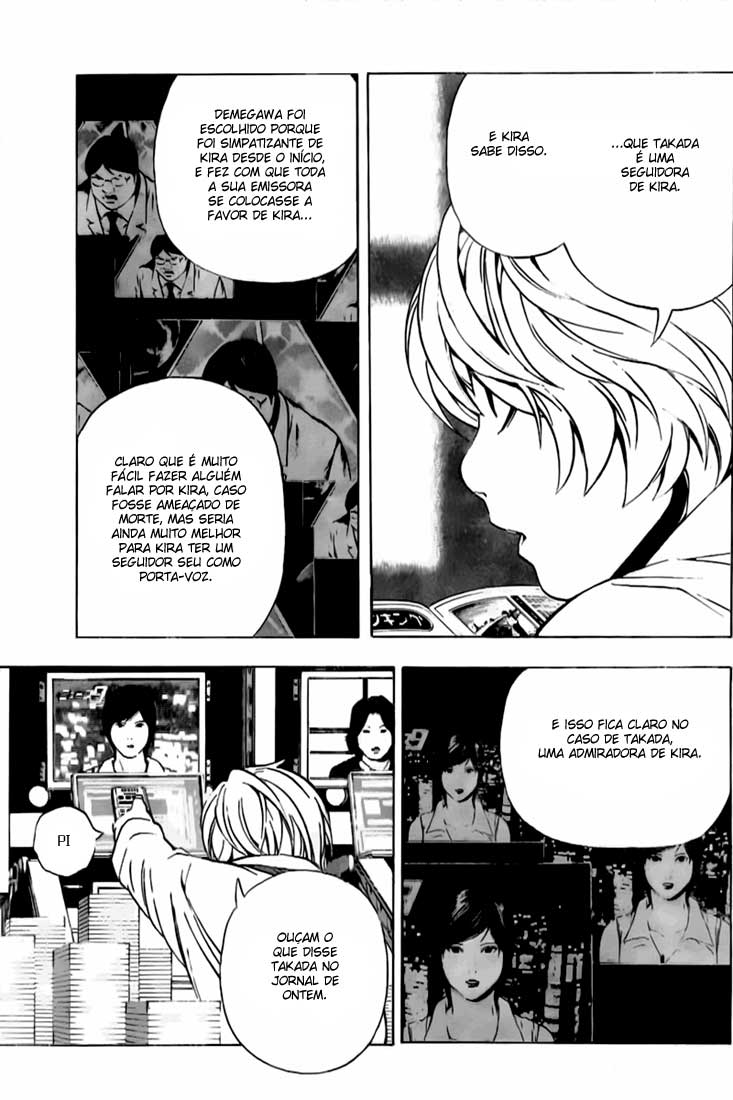 ...QUE TAKADA
É UMA
SEGUIDORA
DE KIRA.
E KIRA
SABE DISSO.
DEMEGAWA FOI
ESCOLHIDO PORQUE
FOI SIMPATIZANTE DE
KIRA DESDE O INÍCIO,
E FEZ COM QUE TODA
A SUA EMISSORA
SE COLOCASSE A
FAVOR DE KIRA...
CLARO QUE É MUITO
FÁCIL FAZER ALGUÉM
FALAR POR KIRA, CASO
FOSSE AMEAÇADO DE
MORTE, MAS SERIA
AINDA MUITO MELHOR
PARA KIRA TER UM
SEGUIDOR SEU COMO
PORTA-VOZ.
E ISSO FICA CLARO NO
CASO DE TAKADA,
UMA ADMIRADORA DE KIRA.
PI
OUÇAM O
QUE DISSE
TAKADA NO
JORNAL DE
ONTEM.